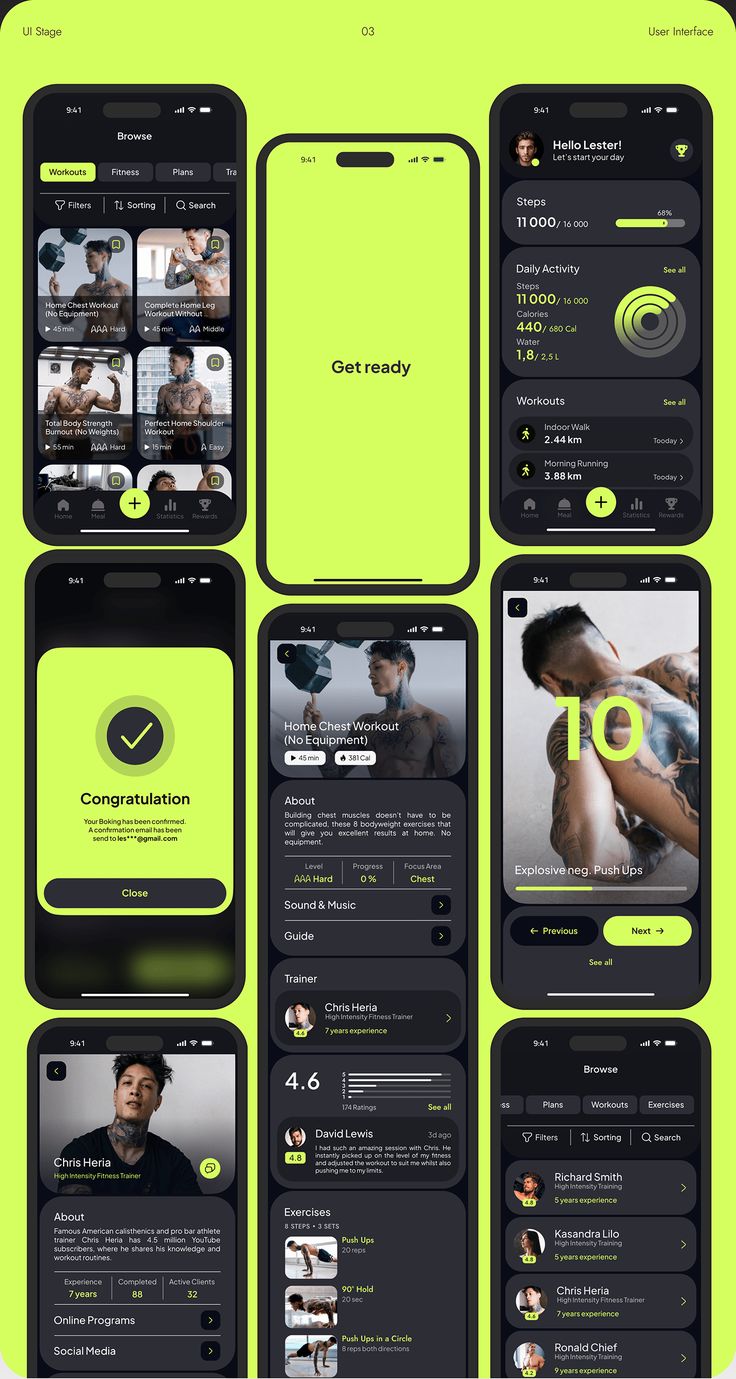 UI Stage
03
User Interface
9:41
Browse
Workouts
Fitness
Plans
Tra
Filters
Sorting
Search
Home Chest Workout
(No Equipment)
45 min
Hard
Complete Home Leg
Workout Without
45 min
Middle
Total Body Strength
Burnout (No Weights)
55 min
Hard
Perfect Home Shoulder
Workout
15 min
Easy
Home
Meal
Statistics
Rewards
9:41
Get ready
9:41
Hello Lester!
Let's start your day
Steps
68%
11 000/ 16 000
Daily Activity
See all
Steps
11 000/ 16 000
Calories
440/ 680 Cal
Water
1,8/ 2,5 L
Workouts
See all
Indoor Walk
2.44 km
Tooday
Morning Running
3.88 km
Tooday
Home
Meal
Statistics
Rewards
9:41
Congratulation
Your Boking has been confirmed.
A confirmation email has been
send to les***@gmail.com
Close
9:41
Home Chest Workout
(No Equipment)
45 min
381 Cal
About
Building chest muscles doesn't have to be
complicated, these 8 bodyweight exercises that
will give you excellent results at home. No
equipment.
Level
Progress
Focus Area
Hard
0 %
Chest
Sound & Music
Guide
Trainer
Chris Heria
High Intensity Fitness Trainer
4.6
7 years experience
4.6
5
4
3
2
1
174 Ratings
See all
David Lewis
3d ago
4.8
I had such an amazing session with Chris. He
instantly picked up on the level of my fitness
and adjusted the workout to suit me whilst also
pushing me to my limits.
Exercises
8 STEPS • 3 SETS
Push Ups
20 reps
90° Hold
20 sec
Push Ups in a Circle
8 reps both directions
9:41
10
Explosive neg. Push Ups
Previous
Next
See all
9:41
Chris Heria
High Intensity Fitness Trainer
About
Famous American calisthenics and pro bar athlete
trainer Chris Heria has 4.5 million YouTube
subscribers, where he shares his knowledge and
workout routines.
Experience
Completed
Active Clients
7 years
88
32
Online Programs
Social Media
9:41
Browse
ss
Plans
Workouts
Exercises
Filters
Sorting
Search
Richard Smith
High Intensity Training
4.8
5 years experience
Kasandra Lilo
High Intensity Training
4.8
5 years experience
Chris Heria
High Intensity Fitness Trainer
4.6
7 years experience
Ronald Chief
High Intensity Training
4.2
9 years experience